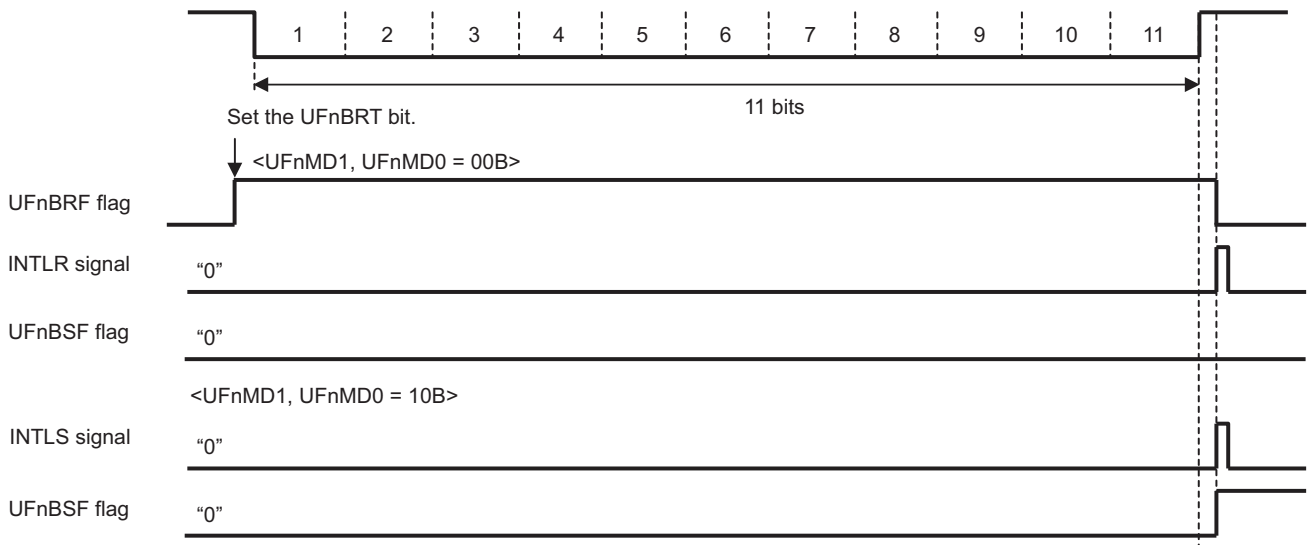 1 2 3 4 5 6 7 8 9 10 11
11 bits
Set the UFnBRT bit.
<UFnMD1, UFnMD0 = 00B>
UFnBRF flag
INTLR signal “0”
UFnBSF flag “0”
<UFnMD1, UFnMD0 = 10B>
INTLS signal “0”
UFnBSF flag “0”